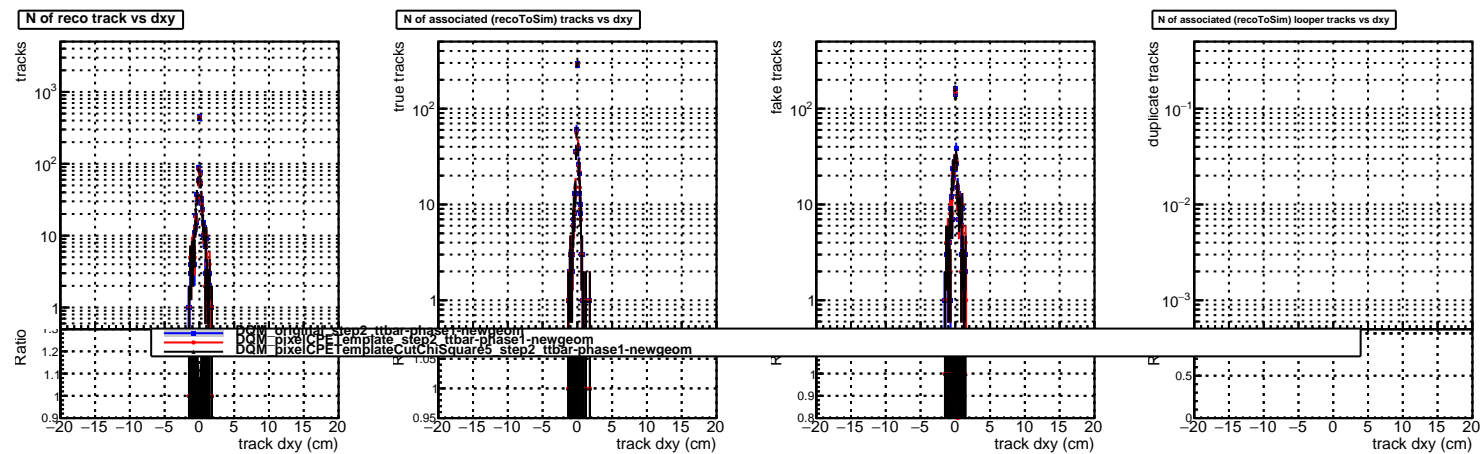 N of reco track vs dxy
N of associated (recoToSim) tracks vs dxy
N of associated (recoToSim) looper tracks vs dxy
tracks
10³
10²
10
1
true tracks
10²
10
1
fake tracks
10²
10
1
duplicate tracks
10⁻¹
10⁻²
10⁻³
DQM_original_step2_ttbar-phase1-newgeom
DQM_pixelCPETemplate_step2_ttbar-phase1-newgeom
DQM_pixelCPETemplateCutChiSquare5_step2_ttbar-phase1-newgeom
Ratio
1.2
1.1
1
0.9
1.05
1
0.95
1
0.9
0.8
0.5
0
−20 −15 −10 −5 0 5 10 15 20
track dxy (cm)
−20 −15 −10 −5 0 5 10 15 20
track dxy (cm)
−20 −15 −10 −5 0 5 10 15 20
track dxy (cm)
−20 −15 −10 −5 0 5 10 15 20
track dxy (cm)